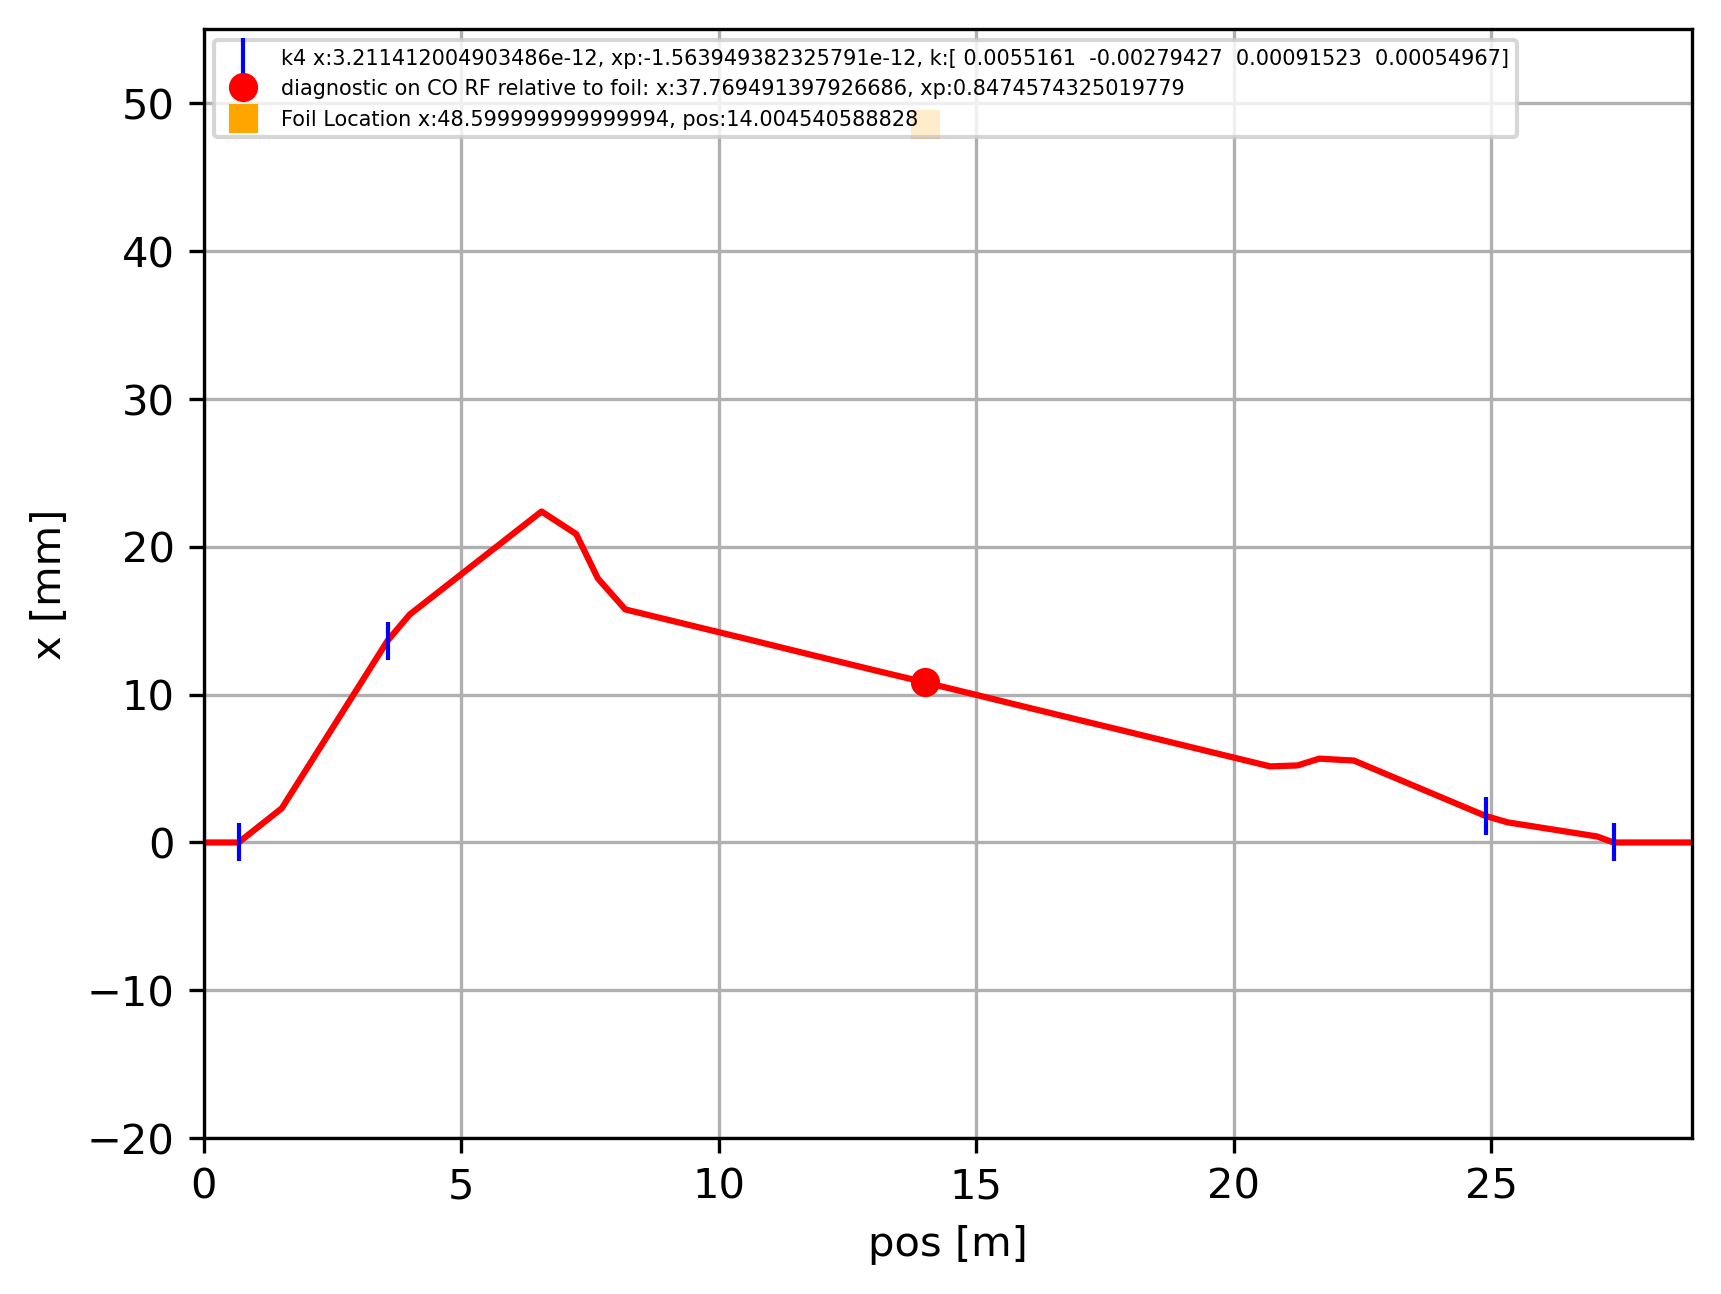 k4 x:3.211412004903486e-12, xp:-1.563949382325791e-12, k:[ 0.0055161  -0.00279427  0.00091523  0.00054967]
diagnostic on CO RF relative to foil: x:37.769491397926686, xp:0.8474574325019779
Foil Location x:48.599999999999994, pos:14.004540588828
50
40
30
20
10
0
−10
−20
x [mm]
0 5 10 15 20 25
pos [m]